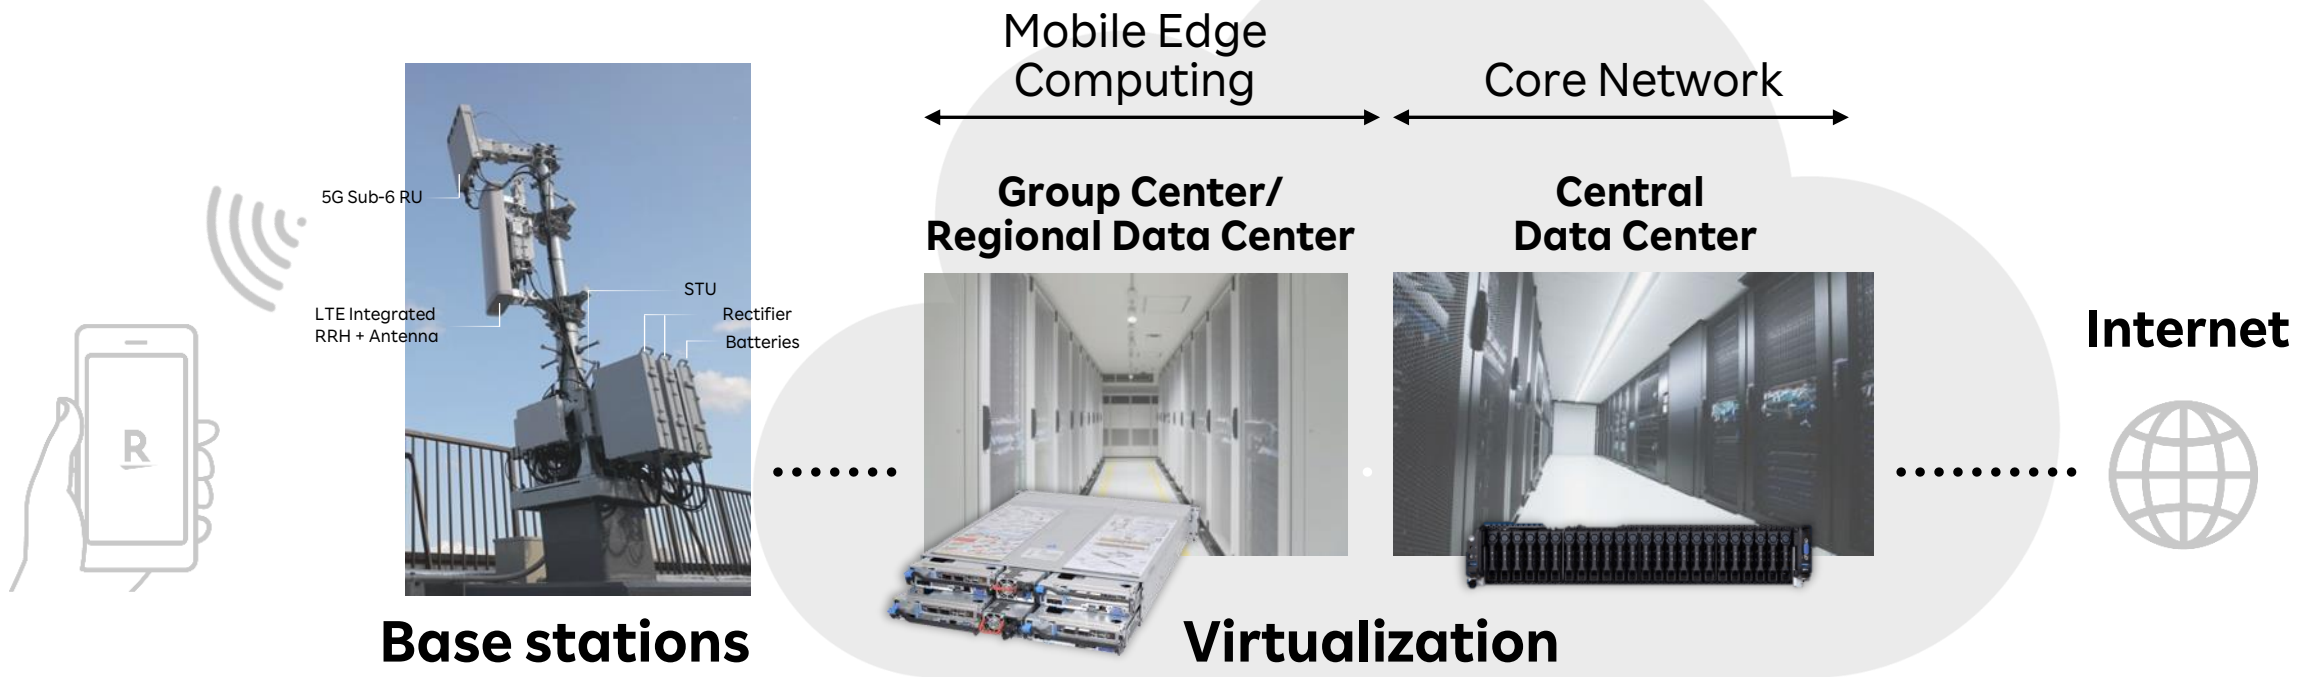 Mobile Edge
Computing
Core Network
Group Center/
Regional Data Center
Central
Data Center
5G Sub-6 RU
LTE Integrated
RRH + Antenna
STU
Rectifier
Batteries
R
Internet
Base stations
Virtualization